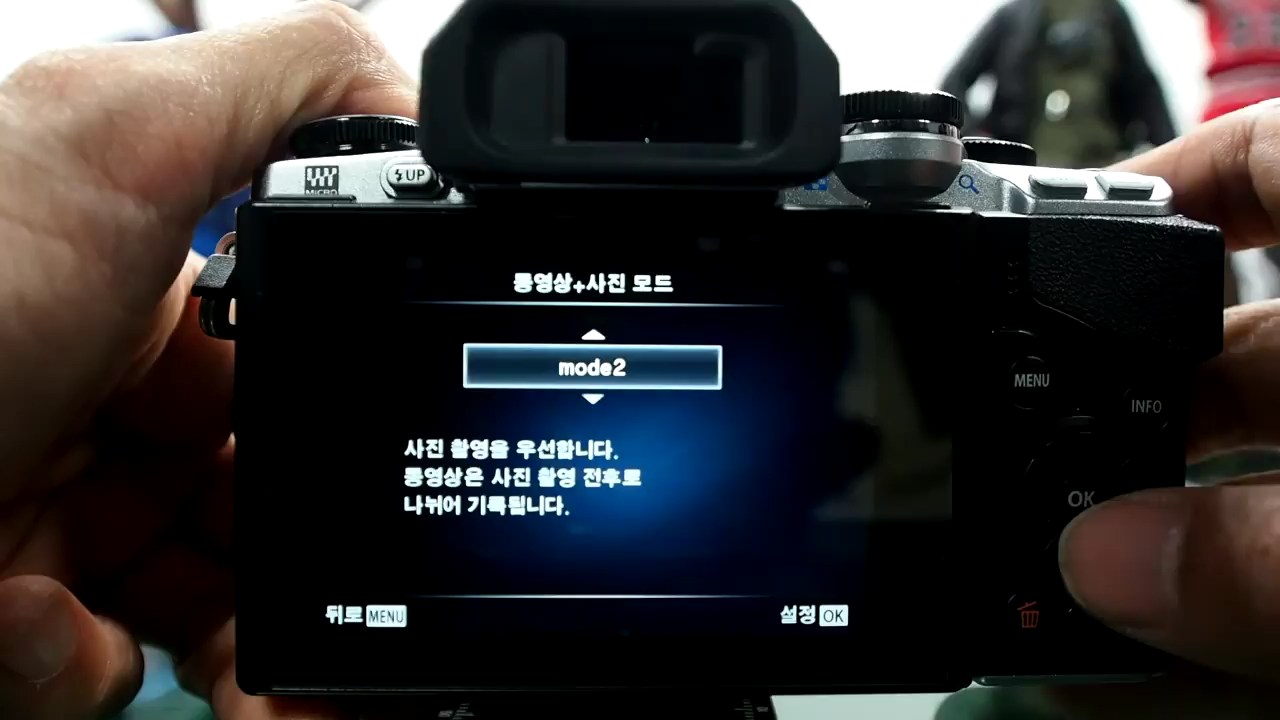 MICRO
UP
동영상+사진 모드
mode2
사진 촬영을 우선합니다.
동영상은 사진 촬영 전후로
나뉘어 기록됩니다.
뒤로 MENU
설정 OK
MENU
INFO
OK